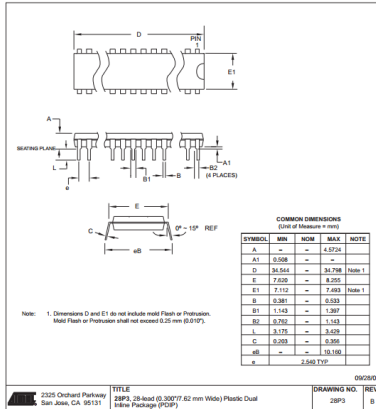 D
PIN
1
E1
A
SEATING PLANE
L
A1
B1
B
B2
(4 PLACES)
e
E
C
0º ~ 15º REF
eB
COMMON DIMENSIONS
(Unit of Measure = mm)
SYMBOL MIN NOM MAX NOTE
A – – 4.5724
A1 0.508 – –
D 34.544 – 34.798 Note 1
E 7.620 – 8.255
E1 7.112 – 7.493 Note 1
B 0.381 – 0.533
B1 1.143 – 1.397
B2 0.762 – 1.143
L 3.175 – 3.429
C 0.203 – 0.356
eB – – 10.160
e 2.540 TYP
Note: 1. Dimensions D and E1 do not include mold Flash or Protrusion.
Mold Flash or Protrusion shall not exceed 0.25 mm (0.010").
09/28/0
2325 Orchard Parkway
San Jose, CA 95131
TITLE
28P3, 28-lead (0.300"/7.62 mm Wide) Plastic Dual
Inline Package (PDIP)
DRAWING NO.
28P3
REV
B